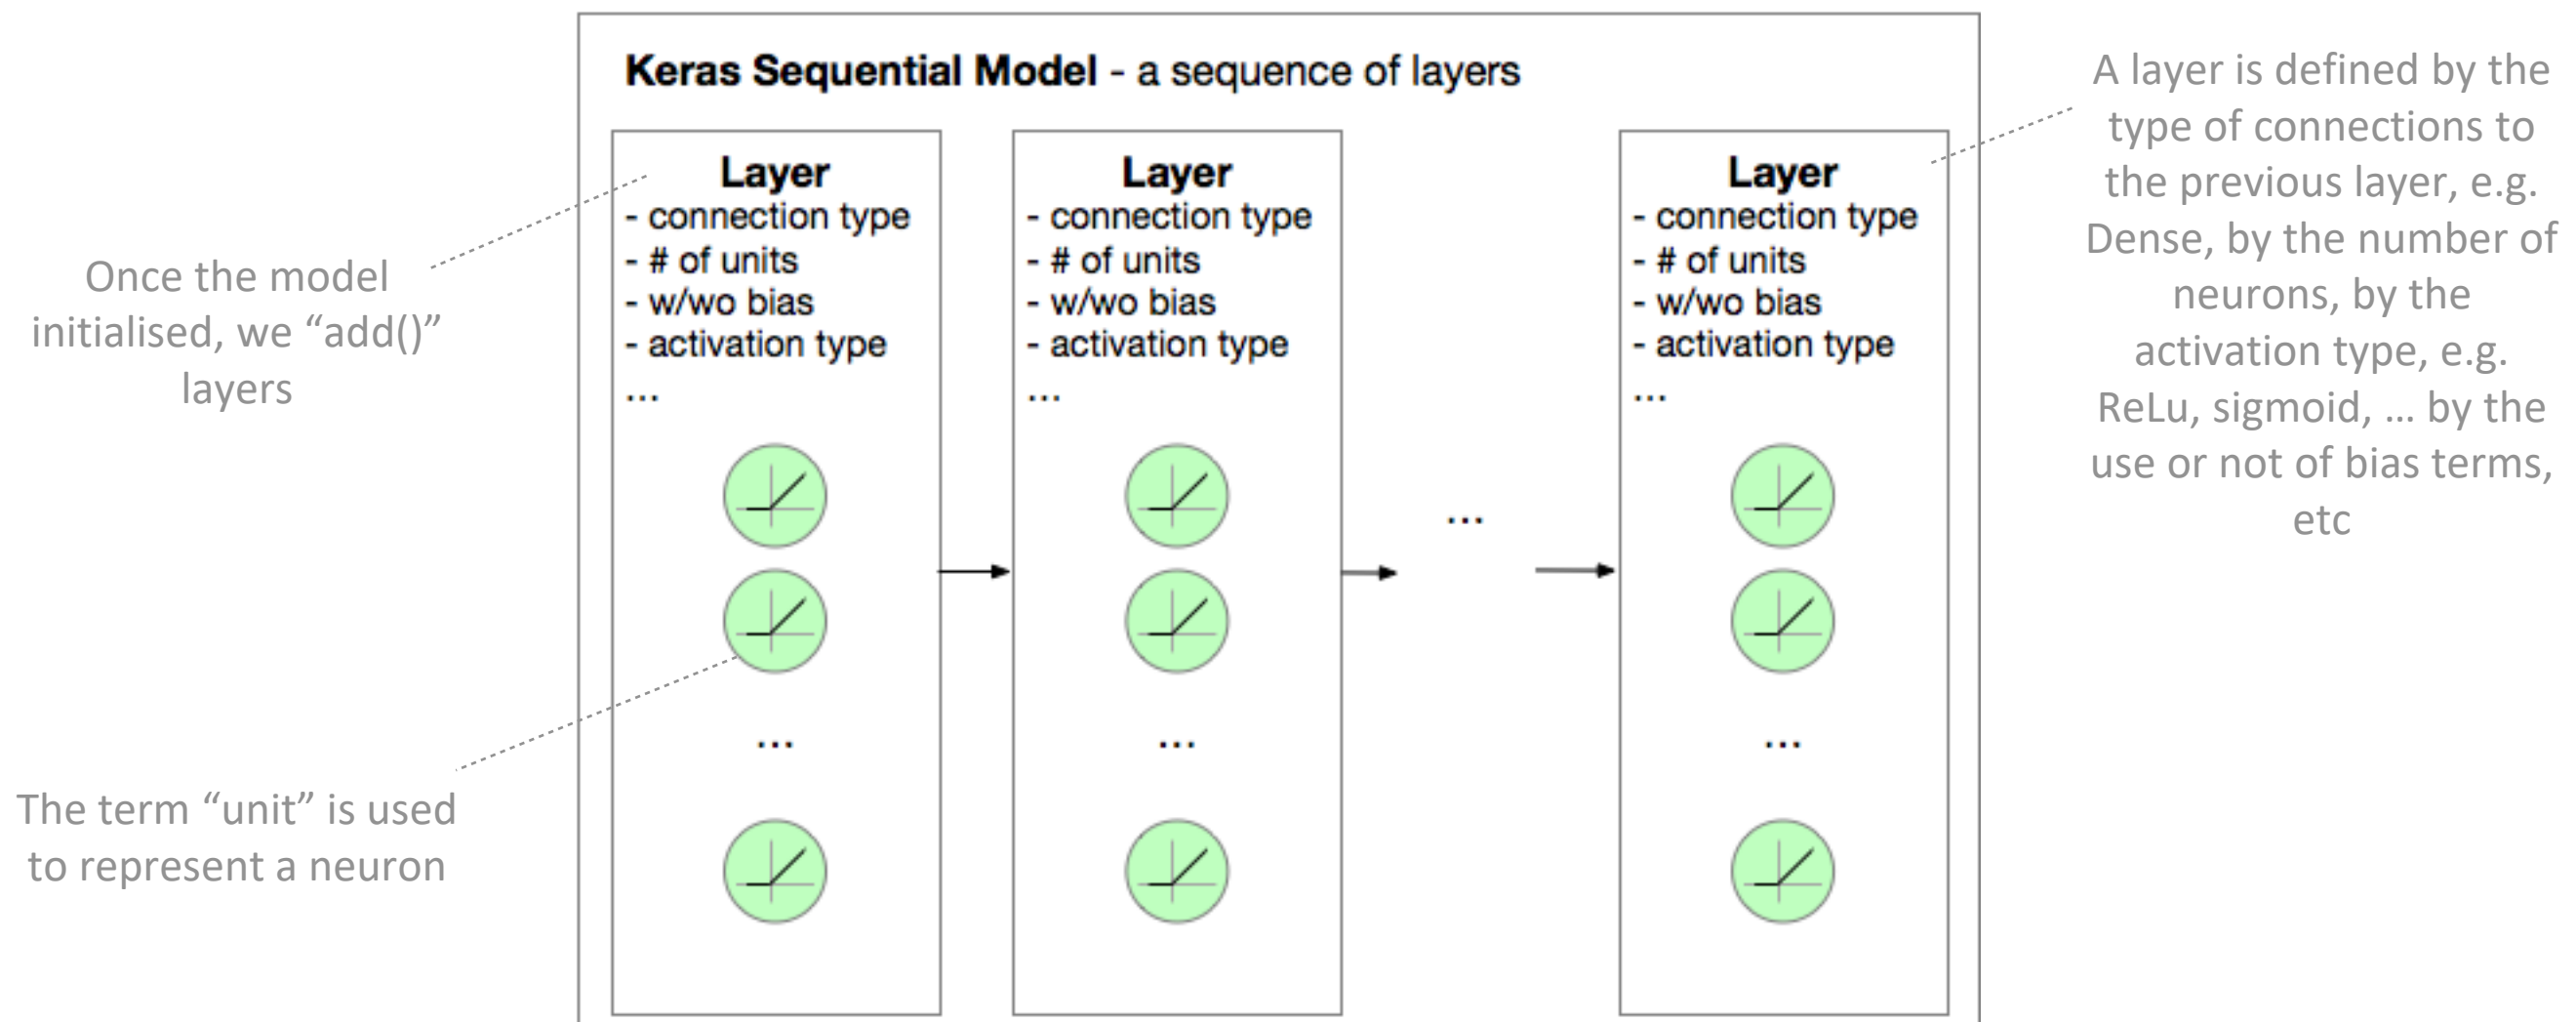 Keras Sequential Model - a sequence of layers
Layer
- connection type
- # of units
- w/wo bias
- activation type
...
...
Layer
- connection type
- # of units
- w/wo bias
- activation type
...
...
...
Layer
- connection type
- # of units
- w/wo bias
- activation type
...
...
Once the model
initialised, we “add()”
layers
The term “unit” is used
to represent a neuron
A layer is defined by the
type of connections to
the previous layer, e.g.
Dense, by the number of
neurons, by the
activation type, e.g.
ReLu, sigmoid, ... by the
use or not of bias terms,
etc